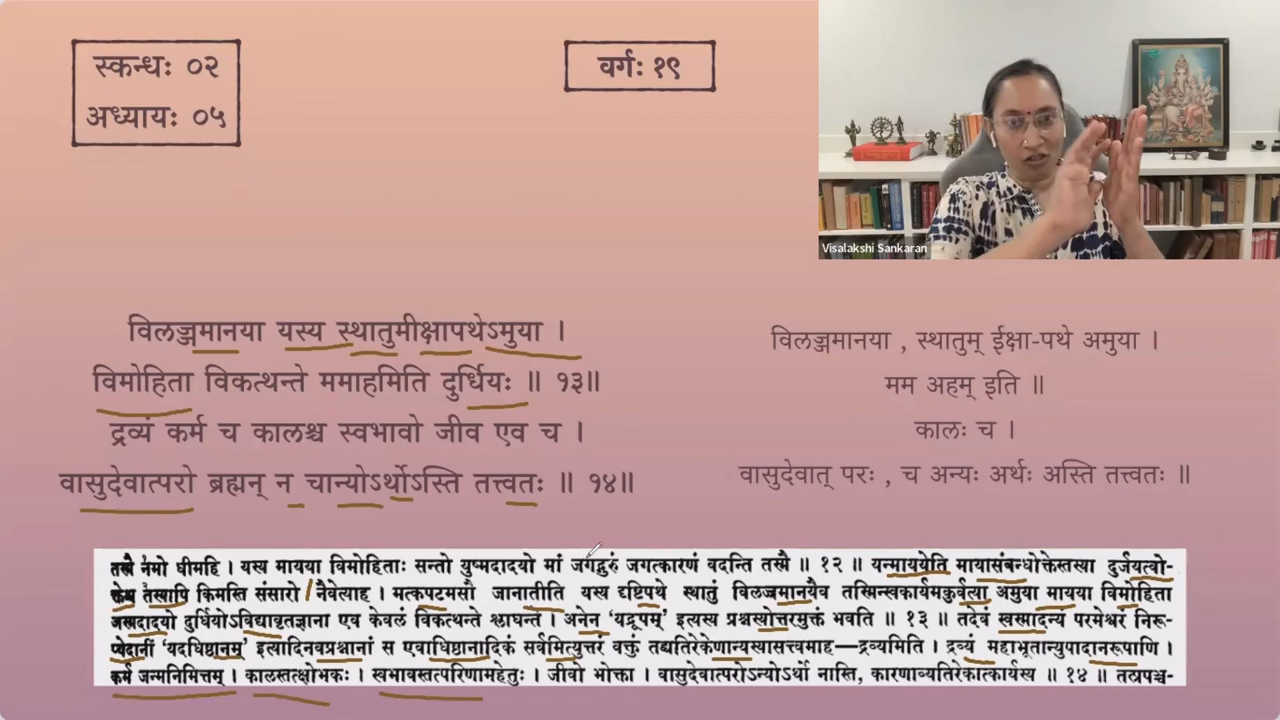 स्कन्धः ०२
अध्यायः ०५
वर्गः १९
Visalakshi Sankaran
विलज्जमानया यस्य स्थातुमीक्षापथेऽमुया ।
विमोहिता विकत्थन्ते ममाहमिति दुर्धियः ॥ १३॥
द्रव्यं कर्म च कालश्च स्वभावो जीव एव च ।
वासुदेवात्परो ब्रह्मन् न चान्योऽर्थोऽस्ति तत्त्वतः ॥ १४॥
विलज्जमानया , स्थातुम् ईक्षा-पथे अमुया ।
मम अहम् इति ॥
कालः च ।
वासुदेवात् परः , च अन्यः अर्थः अस्ति तत्त्वतः ॥
तस्मै नमो धीमहि । यस्य मायया विमोहिताः सन्तो युष्मदादयो मां जगद्गुरुं जगत्कारणं वदन्ति तस्मै ॥ १२ ॥ यन्माययेति मायासंबन्धोक्तेस्तस्या दुर्जयत्वो-
क्तेश्च तस्यापि किमस्ति संसारो नैवेत्याह । मत्कपटमसौ जानातीति यस्य दृष्टिपथे स्थातुं विलज्जमानयैव तस्मिन्स्वकार्यमकुर्वत्या अमुया मायया विमोहिता
अस्मदादयो दुर्धियोऽविद्यावृतज्ञाना एव केवलं विकत्थन्ते श्लाघन्ते । अनेन 'यद्रूपम्' इत्यस्य प्रश्नस्योत्तरमुक्तं भवति ॥ १३ ॥ तदेवं स्वस्मादन्यं परमेश्वरं निरू-
प्येदानीं 'यदधिष्ठानम्' इत्यादिनवप्रश्नानां स एवाधिष्ठानादिकं सर्वमित्युत्तरं वक्तुं तद्व्यतिरेकेणान्यस्यासत्त्वमाह—द्रव्यमिति । द्रव्यं महाभूतान्युपादानरूपाणि ।
कर्म जन्मनिमित्तम् । कालस्तत्क्षोभकः । स्वभावस्तत्परिणामहेतुः । जीवो भोक्ता । वासुदेवात्परोऽन्योऽर्थो नास्ति, कारणाव्यतिरेकात्कार्यस्य ॥ १४ ॥ तत्प्रपञ्च-